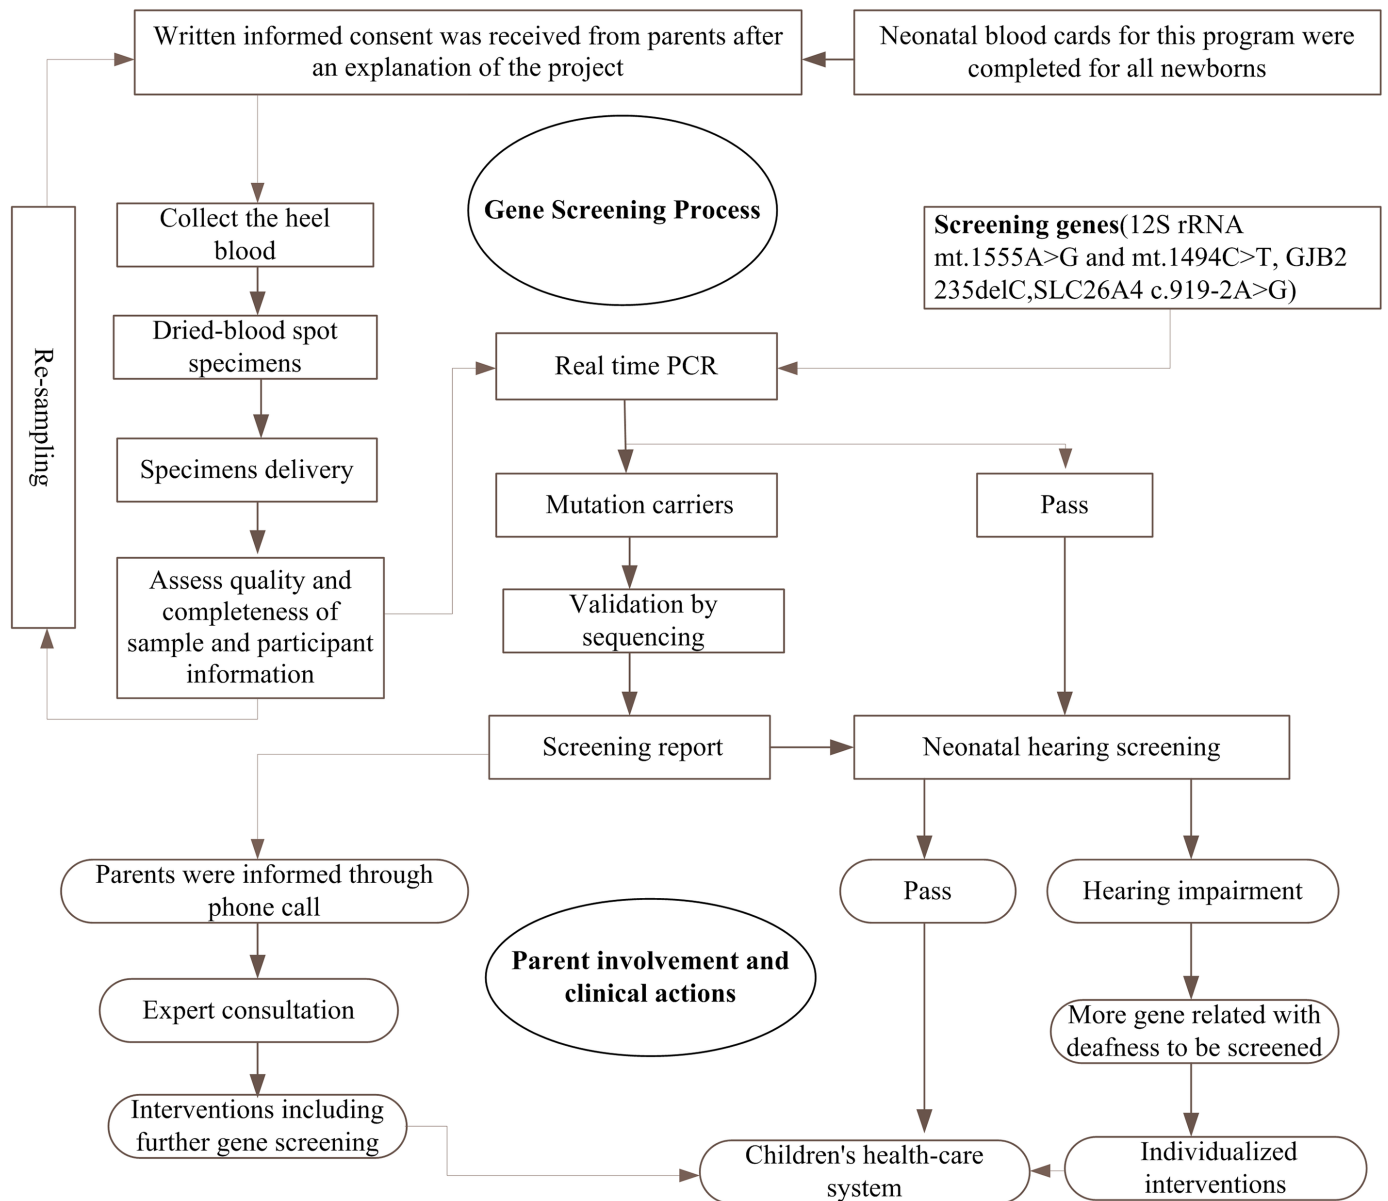 Written informed consent was received from parents after
an explanation of the project
Neonatal blood cards for this program were
completed for all newborns
Gene Screening Process
Collect the heel
blood
Screening genes(12S rRNA
mt.1555A>G and mt.1494C>T, GJB2
235delC,SLC26A4 c.919-2A>G)
Re-sampling
Dried-blood spot
specimens
Real time PCR
Specimens delivery
Mutation carriers
Pass
Assess quality and
completeness of
sample and participant
information
Validation by
sequencing
Screening report
Neonatal hearing screening
Parents were informed through
phone call
Pass
Hearing impairment
Parent involvement and
clinical actions
Expert consultation
More gene related with
deafness to be screened
Interventions including
further gene screening
Children's health-care
system
Individualized
interventions